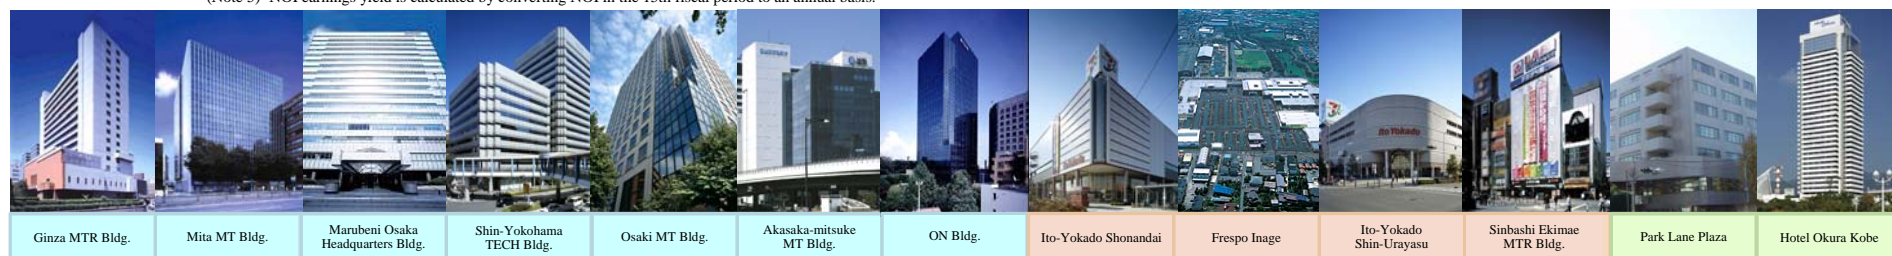 (Note 3) NOI earnings yield is calculated by converting NOI in the 15th fiscal period to an annual basis.
Ito Yokado
Ginza MTR Bldg.
Mita MT Bldg.
Marubeni Osaka
Headquarters Bldg.
Shin-Yokohama
TECH Bldg.
Osaki MT Bldg.
Akasaka-mitsuke
MT Bldg.
ON Bldg.
Ito-Yokado Shonandai
Frespo Inage
Ito-Yokado
Shin-Urayasu
Sinbashi Ekimae
MTR Bldg.
Park Lane Plaza
Hotel Okura Kobe